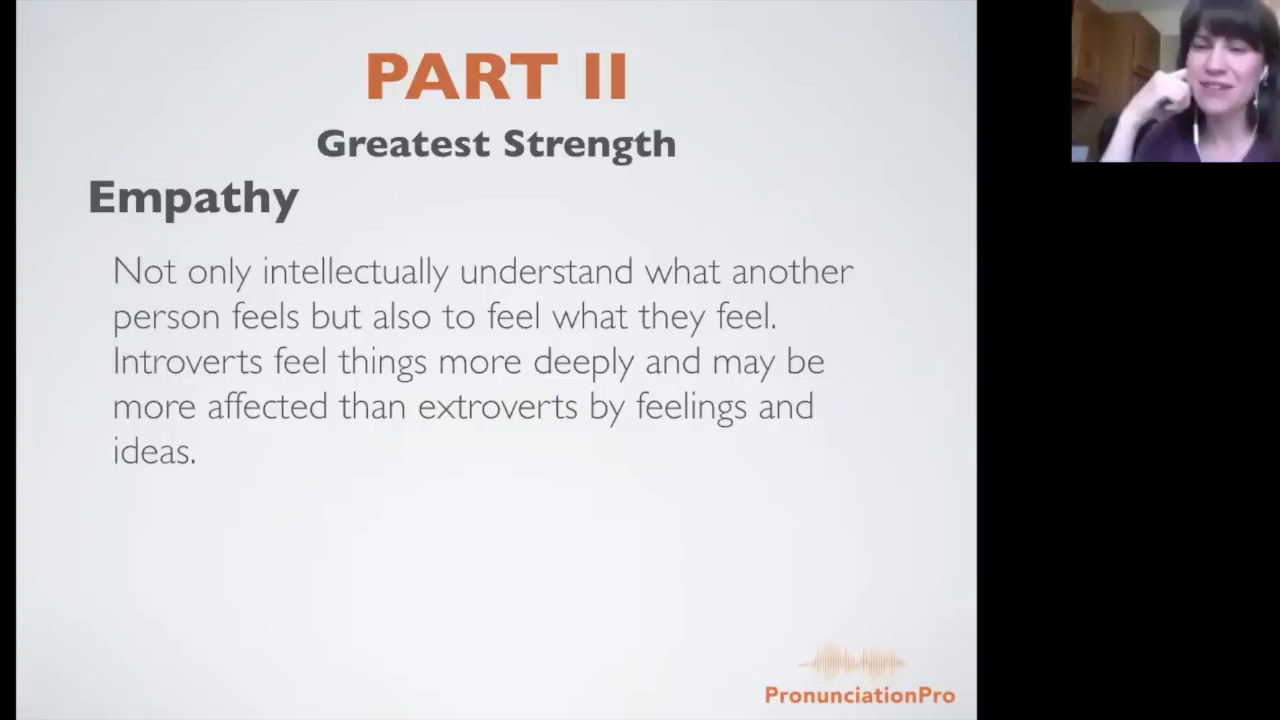 PART II
Greatest Strength
Empathy
Not only intellectually understand what another
person feels but also to feel what they feel.
Introverts feel things more deeply and may be
more affected than extroverts by feelings and
ideas.
PronunciationPro